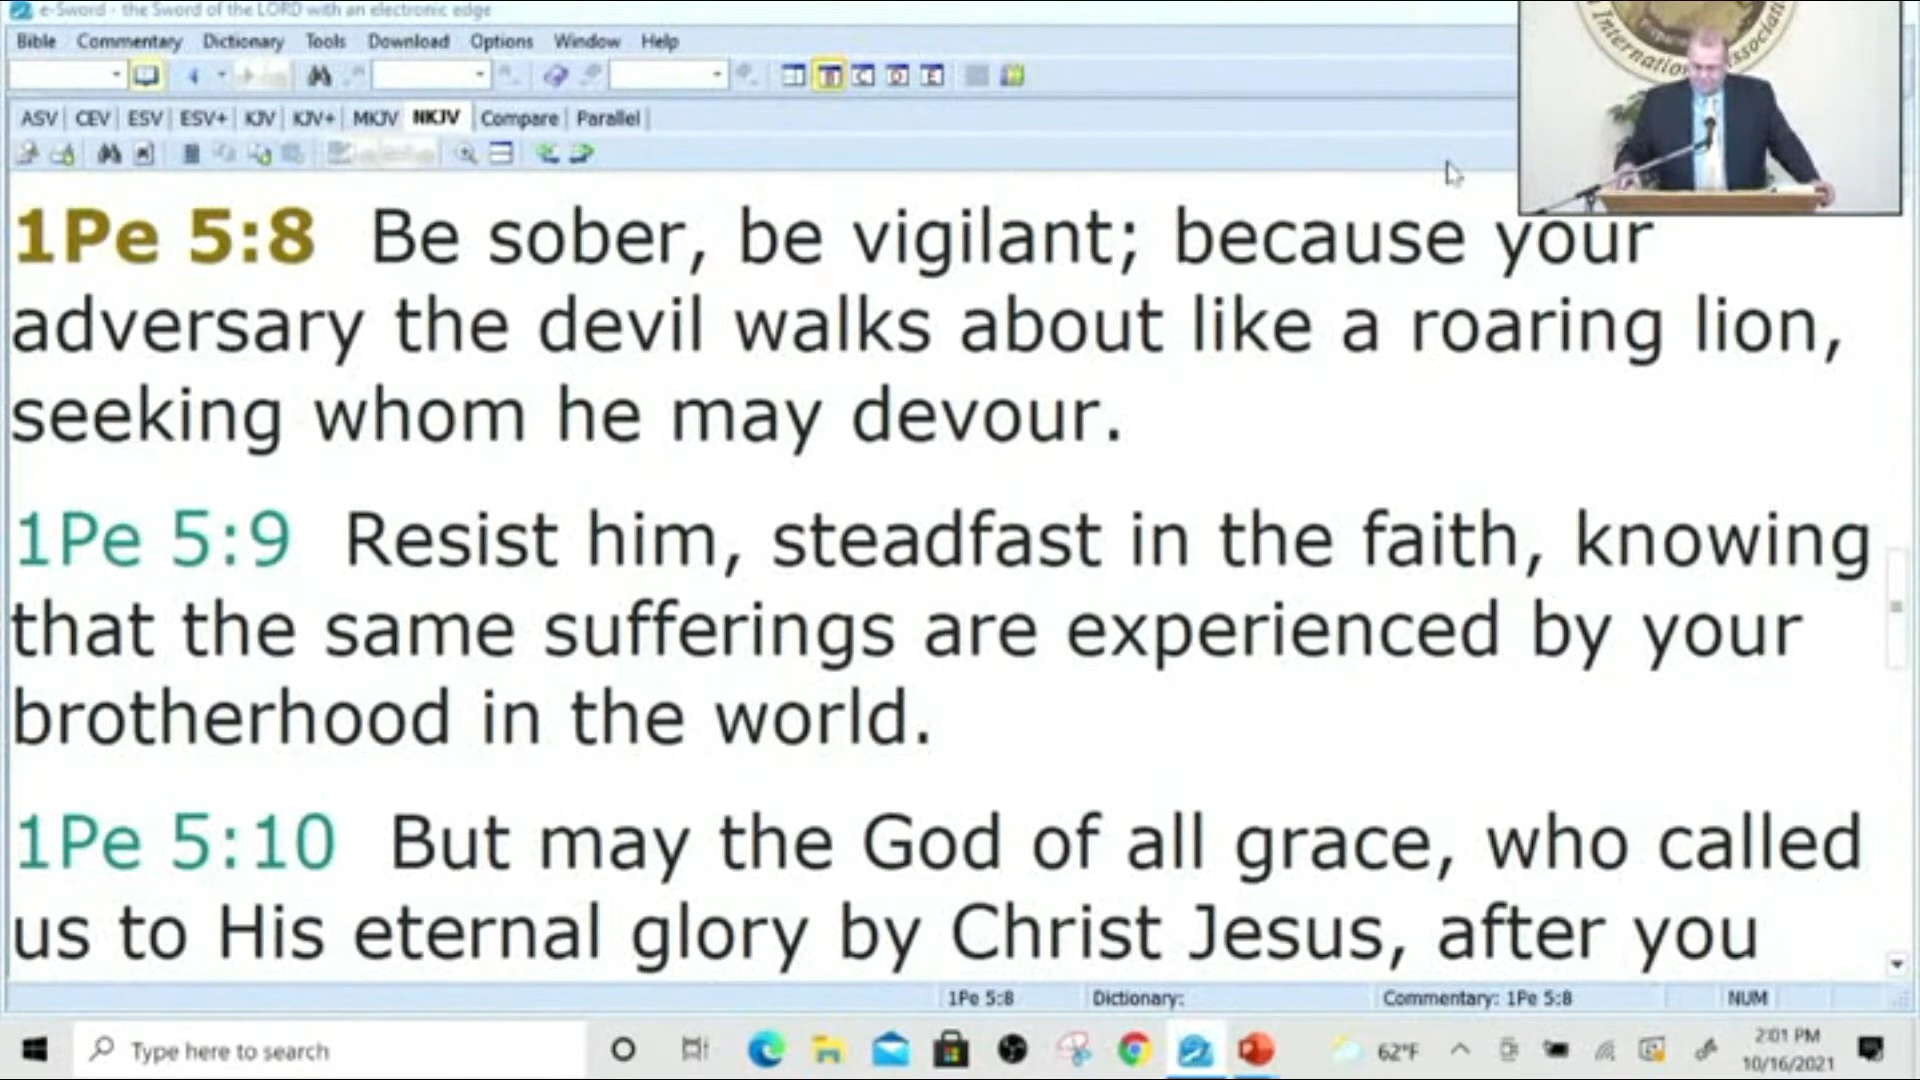 e-Sword - the Sword of the LORD with an electronic edge
Bible Commentary Dictionary Tools Download Options Window Help
ASV CEV ESV ESV+ KJV KJV+ MKJV NKJV Compare Parallel
International Associati
1Pe 5:8 Be sober, be vigilant; because your
adversary the devil walks about like a roaring lion,
seeking whom he may devour.
1Pe 5:9 Resist him, steadfast in the faith, knowing
that the same sufferings are experienced by your
brotherhood in the world.
1Pe 5:10 But may the God of all grace, who called
us to His eternal glory by Christ Jesus, after you
1Pe 5:8 Dictionary: Commentary: 1Pe 5:8 NUM
Type here to search
62°F
2:01 PM
10/16/2021